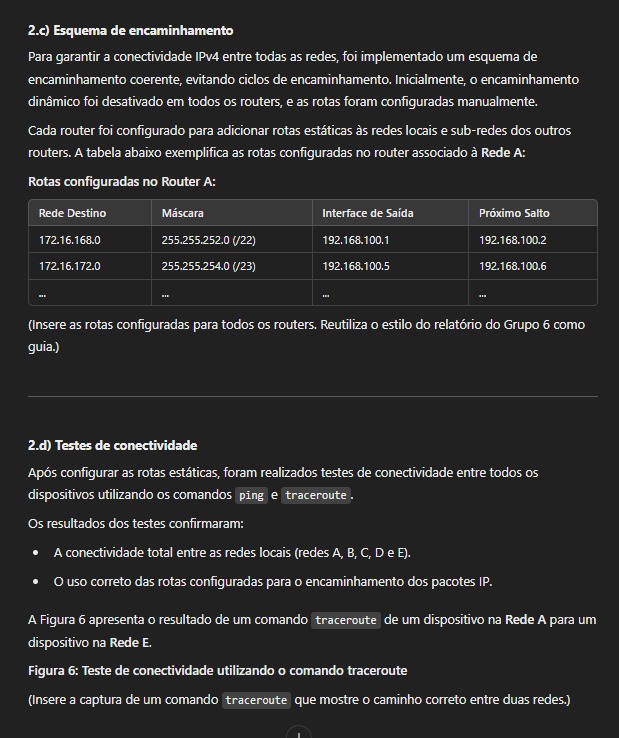 2.c) Esquema de encaminhamento
Para garantir a conectividade IPv4 entre todas as redes, foi implementado um esquema de
encaminhamento coerente, evitando ciclos de encaminhamento. Inicialmente, o encaminhamento
dinâmico foi desativado em todos os routers, e as rotas foram configuradas manualmente.
Cada router foi configurado para adicionar rotas estáticas às redes locais e sub-redes dos outros
routers. A tabela abaixo exemplifica as rotas configuradas no router associado à Rede A:
Rotas configuradas no Router A:
Rede Destino Máscara Interface de Saída Próximo Salto
172.16.168.0 255.255.252.0 (/22) 192.168.100.1 192.168.100.2
172.16.172.0 255.255.254.0 (/23) 192.168.100.5 192.168.100.6
... ... ... ...
(Insere as rotas configuradas para todos os routers. Reutiliza o estilo do relatório do Grupo 6 como
guia.)
2.d) Testes de conectividade
Após configurar as rotas estáticas, foram realizados testes de conectividade entre todos os
dispositivos utilizando os comandos ping e traceroute.
Os resultados dos testes confirmaram:
• A conectividade total entre as redes locais (redes A, B, C, D e E).
• O uso correto das rotas configuradas para o encaminhamento dos pacotes IP.
A Figura 6 apresenta o resultado de um comando traceroute de um dispositivo na Rede A para um
dispositivo na Rede E.
Figura 6: Teste de conectividade utilizando o comando traceroute
(Insere a captura de um comando traceroute que mostre o caminho correto entre duas redes.)